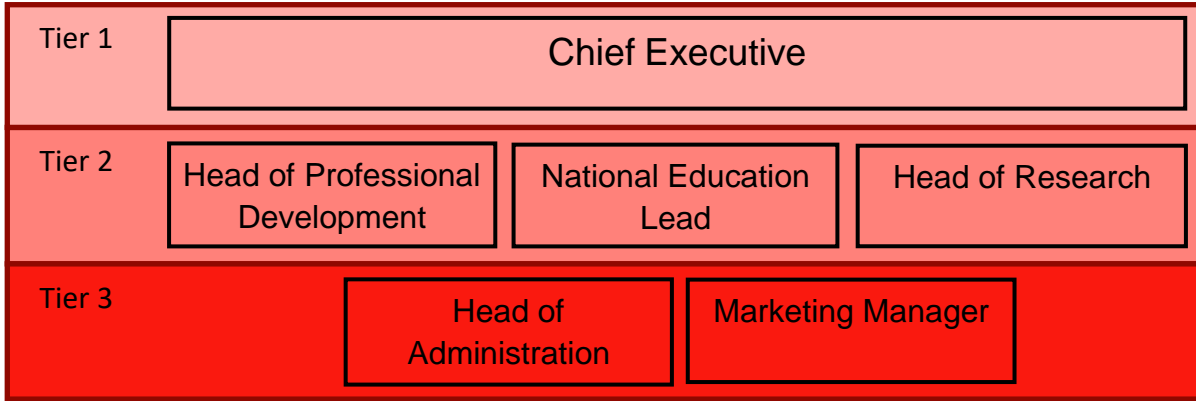 Tier 1
Chief Executive
Tier 2
Head of Professional
Development
National Education
Lead
Head of Research
Tier 3
Head of
Administration
Marketing Manager